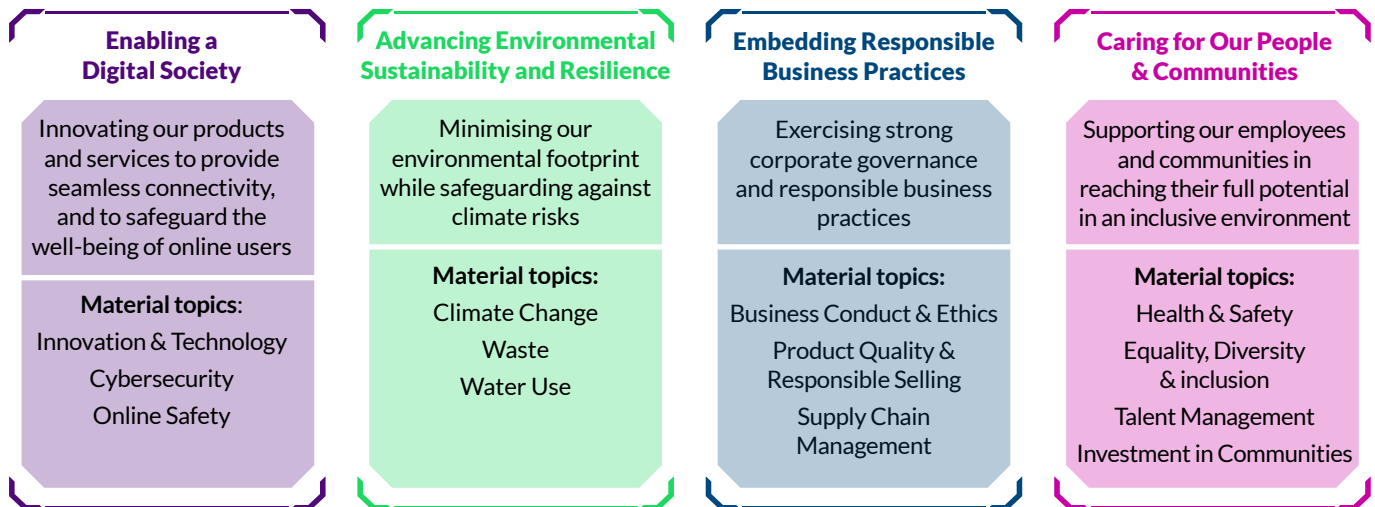 Enabling a
Digital Society
Innovating our products
and services to provide
seamless connectivity,
and to safeguard the
well-being of online users
Material topics:
Innovation & Technology
Cybersecurity
Online Safety
Advancing Environmental
Sustainability and Resilience
Minimising our
environmental footprint
while safeguarding against
climate risks
Material topics:
Climate Change
Waste
Water Use
Embedding Responsible
Business Practices
Exercising strong
corporate governance
and responsible business
practices
Material topics:
Business Conduct & Ethics
Product Quality &
Responsible Selling
Supply Chain
Management
Caring for Our People
& Communities
Supporting our employees
and communities in
reaching their full potential
in an inclusive environment
Material topics:
Health & Safety
Equality, Diversity
& inclusion
Talent Management
Investment in Communities